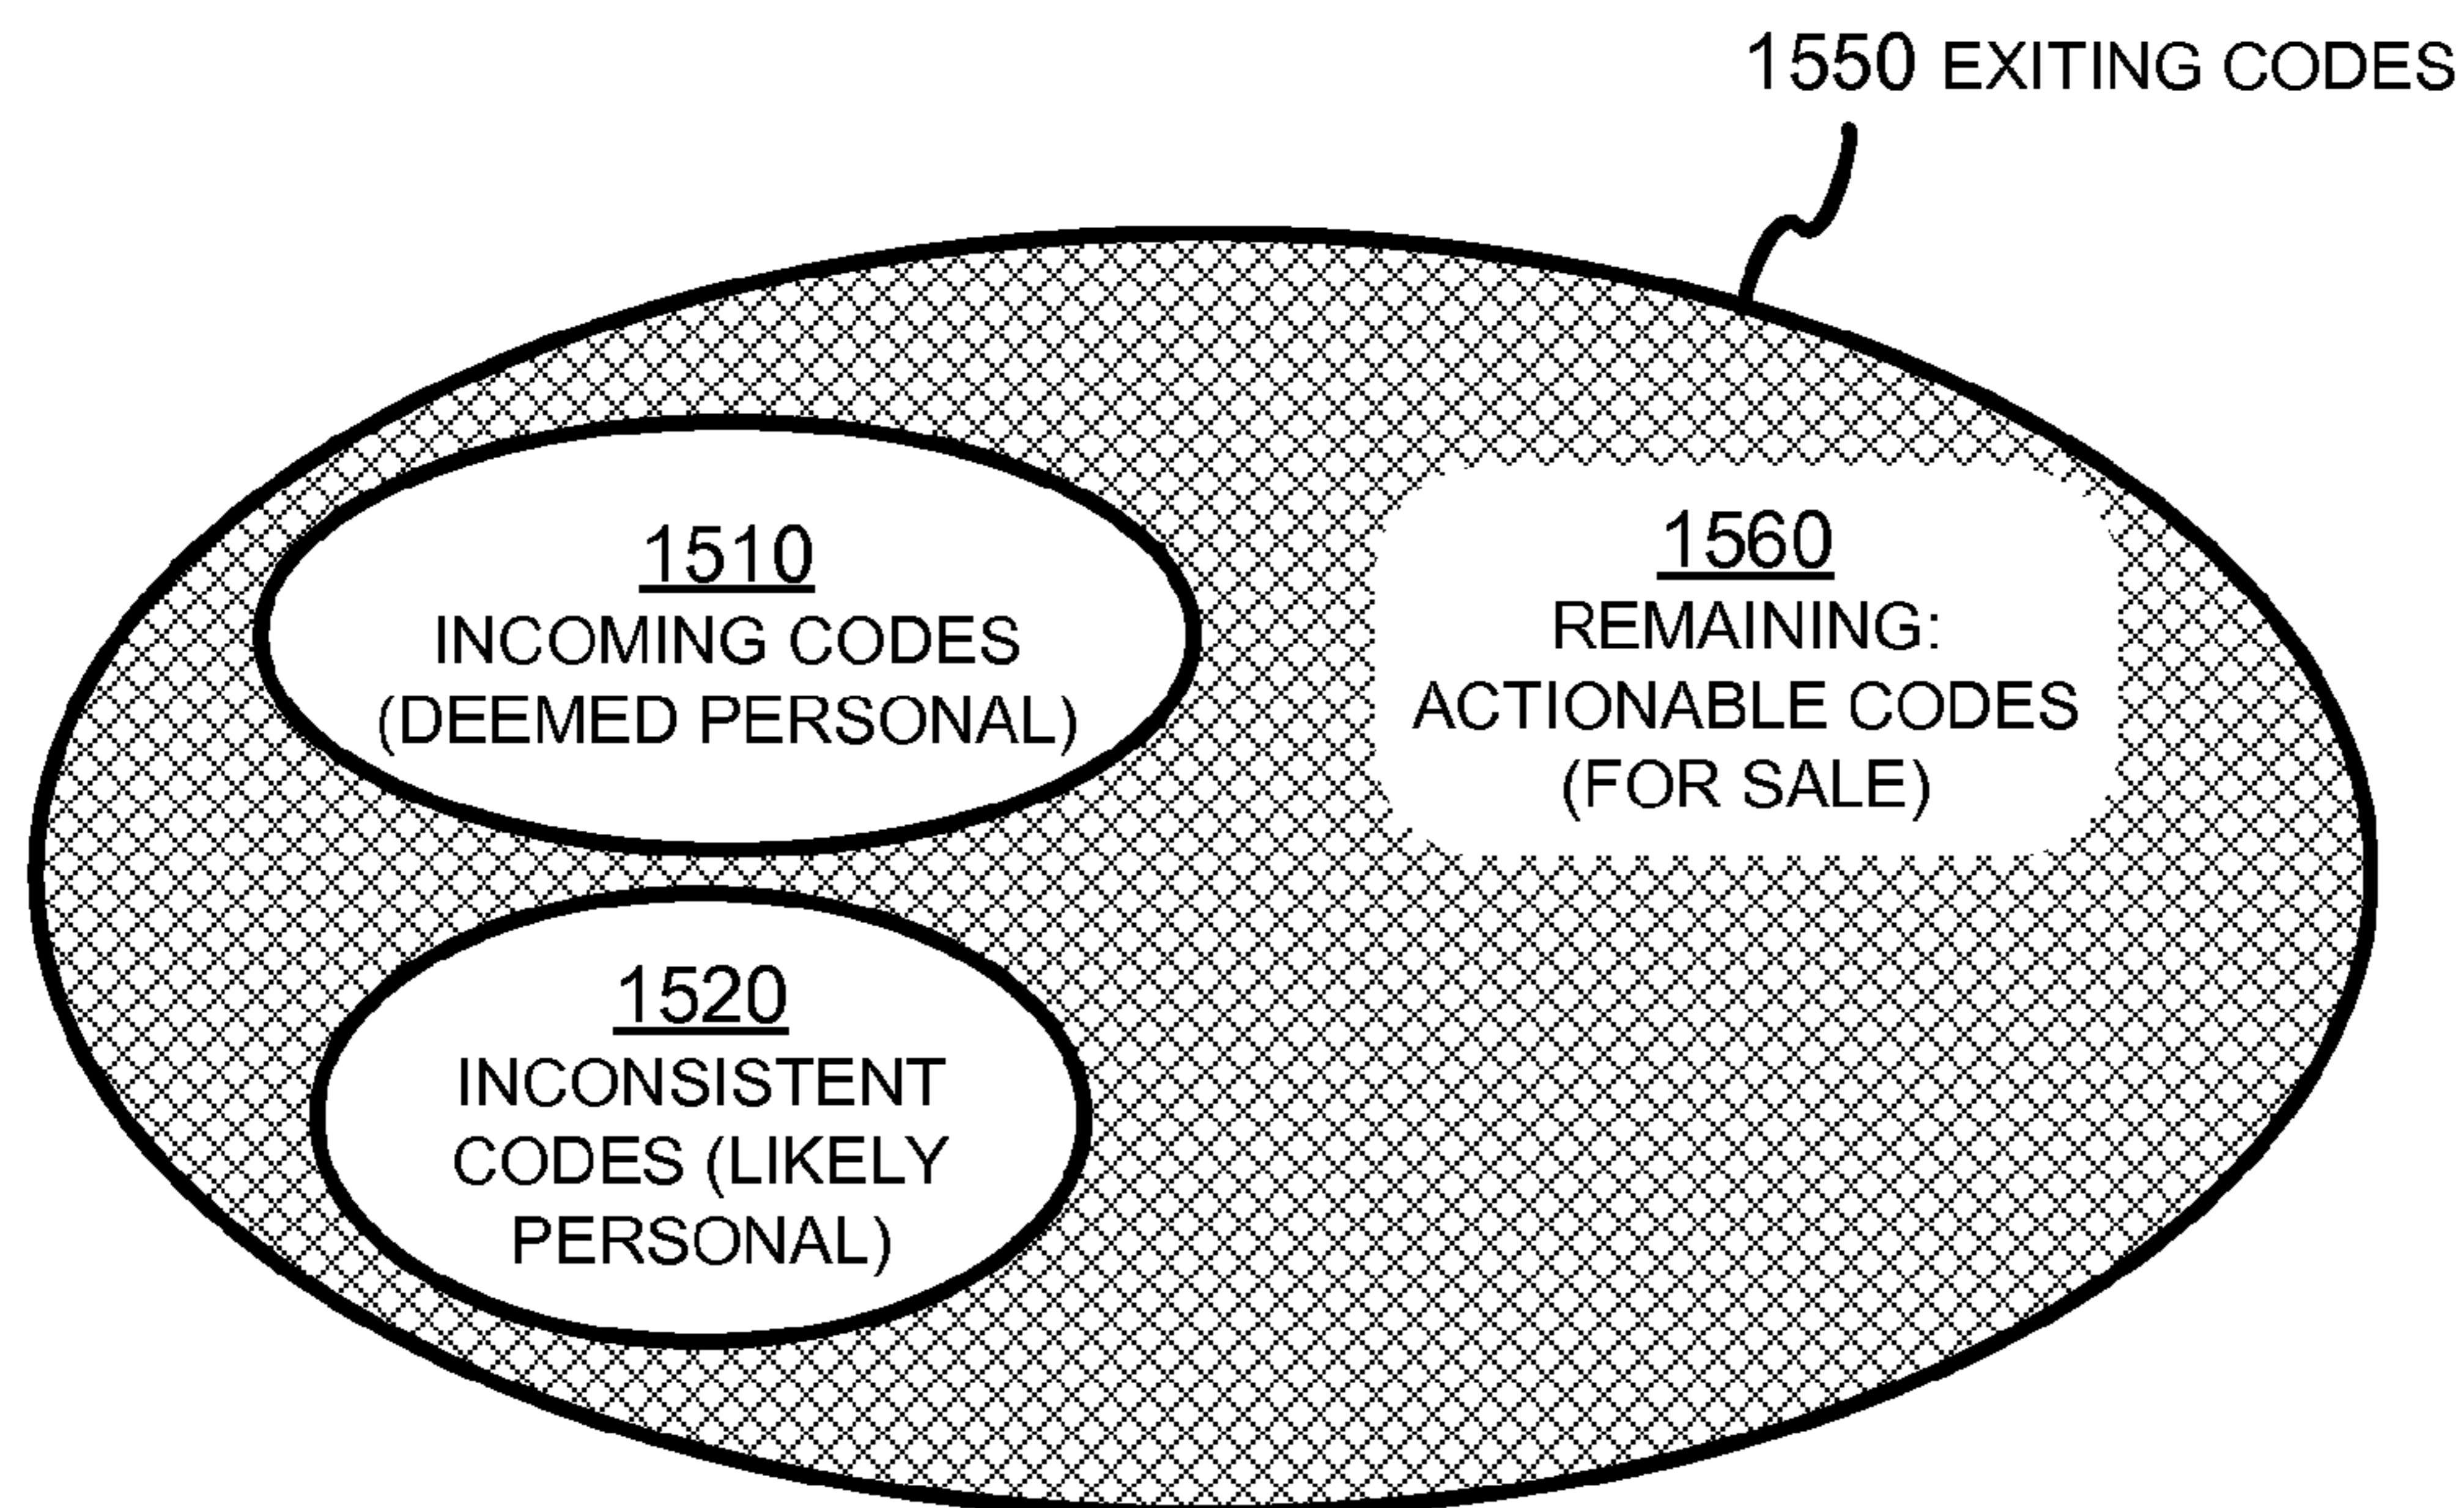 1550 EXITING CODES
1510
INCOMING CODES
(DEEMED PERSONAL)
1560
REMAINING:
ACTIONABLE CODES
(FOR SALE)
1520
INCONSISTENT
CODES (LIKELY
PERSONAL)